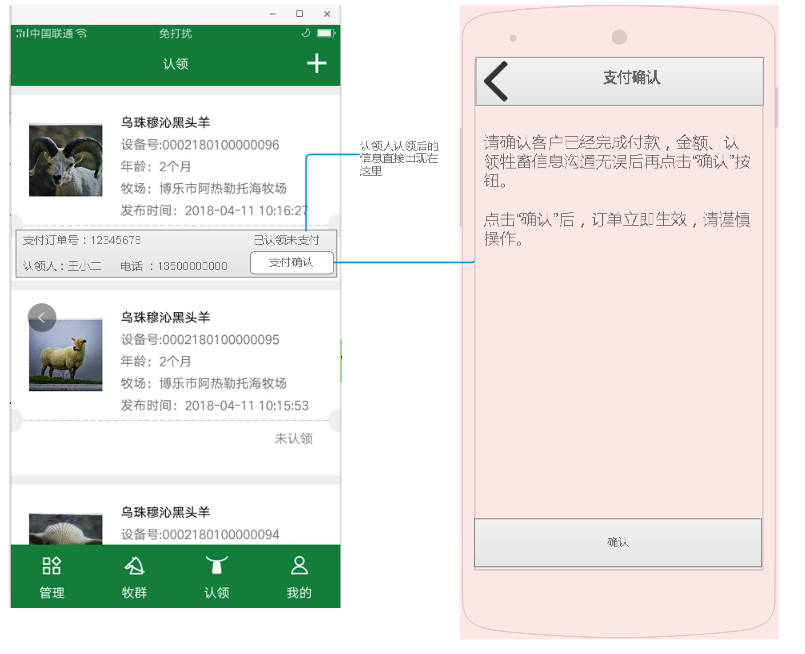 中国联通
免打扰
认领
乌珠穆沁黑头羊
设备号:0002180100000096
年龄：2个月
牧场：博乐市阿热勒托海牧场
发布时间：2018-04-11 10:16:27
支付订单号：12345678
已认领未支付
认领人：王小二 电话：13500000000
支付确认
乌珠穆沁黑头羊
设备号:0002180100000095
年龄：2个月
牧场：博乐市阿热勒托海牧场
发布时间：2018-04-11 10:15:53
未认领
乌珠穆沁黑头羊
设备号:0002180100000094
管理
牧群
认领
我的
认领人认领后的
信息直接出现在
这里
支付确认
请确认客户已经完成付款，金额、认
领牲畜信息沟通无误后再点击“确认”按
钮。
点击“确认”后，订单立即生效，请谨慎
操作。
确认